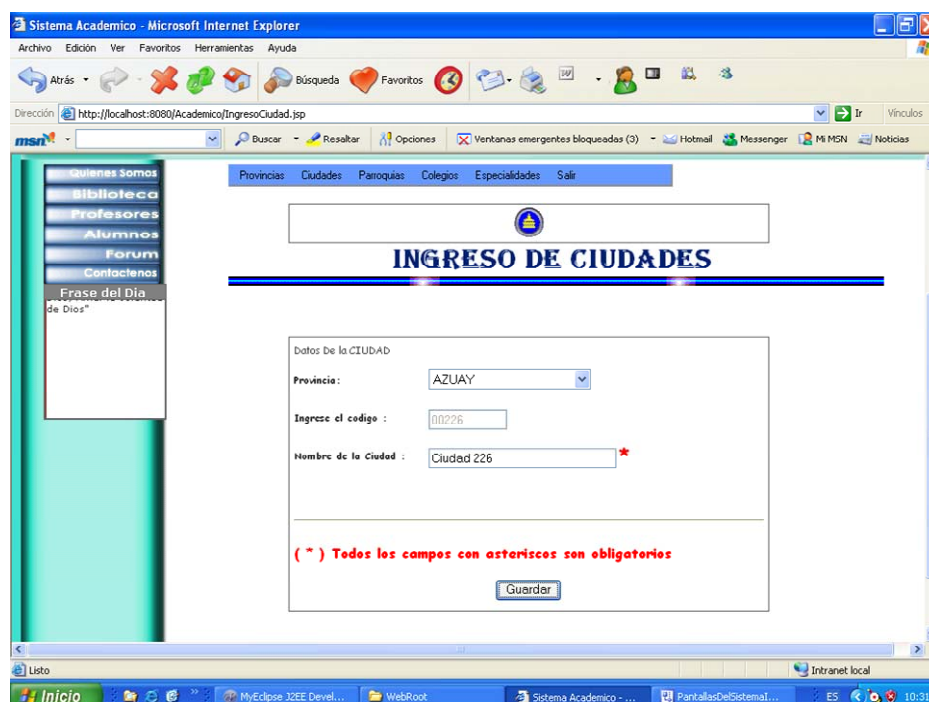 Sistema Academico - Microsoft Internet Explorer
Archivo Edición Ver Favoritos Herramientas Ayuda
Atrás Búsqueda Favoritos
Dirección http://localhost:8080/Academico/IngresoCiudad.jsp Ir Vínculos
msn Buscar Resaltar Opciones Ventanas emergentes bloqueadas (3) Hotmail Messenger Mi MSN Noticias
Quienes Somos
Biblioteca
Profesores
Alumnos
Forum
Contactenos
Frase del Dia
de Dios"
Provincias Ciudades Parroquias Colegios Especialidades Salir
INGRESO DE CIUDADES
Datos De la CIUDAD
Provincia: AZUAY
Ingrese el codigo : 00226
Nombre de la Ciudad : Ciudad 226 *
( * ) Todos los campos con asteriscos son obligatorios
Guardar
Listo Intranet local
Inicio MyEclipse J2EE Devel... WebRoot Sistema Academico - ... PantallasDelSistemaI... ES 10:31